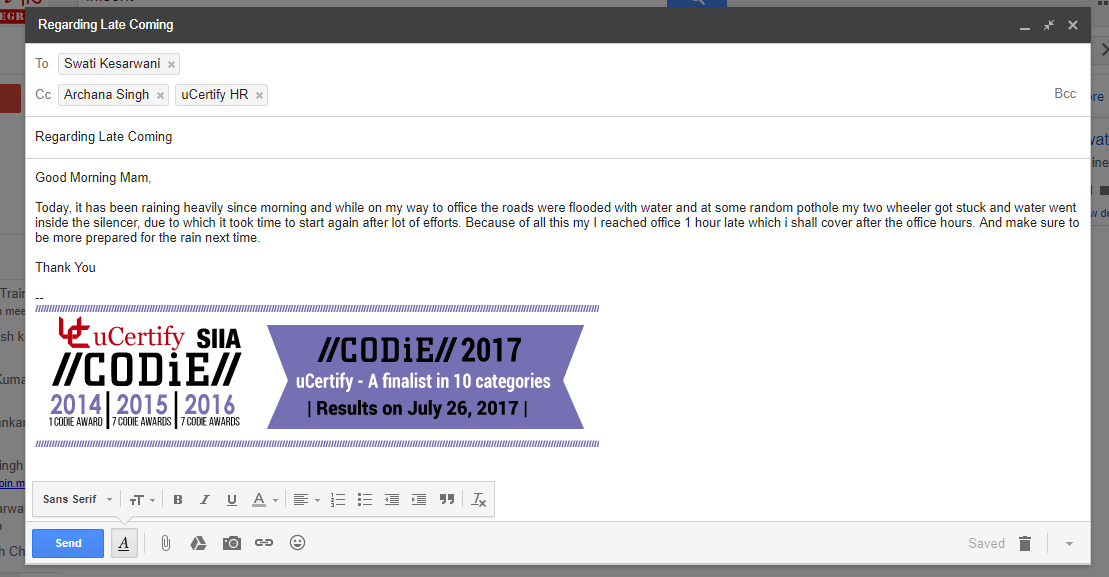 Regarding Late Coming
To Swati Kesarwani ×
Cc Archana Singh × uCertify HR × Bcc
Regarding Late Coming
Good Morning Mam,
Today, it has been raining heavily since morning and while on my way to office the roads were flooded with water and at some random pothole my two wheeler got stuck and water went
inside the silencer, due to which it took time to start again after lot of efforts. Because of all this my I reached office 1 hour late which i shall cover after the office hours. And make sure to
be more prepared for the rain next time.
Thank You
--
uCertify SIIA
//CODiE//
2014 | 2015 | 2016
1 CODIE AWARD | 7 CODIE AWARDS | 7 CODIE AWARDS
//CODiE// 2017
uCertify - A finalist in 10 categories
| Results on July 26, 2017 |
Sans Serif
Send
Saved